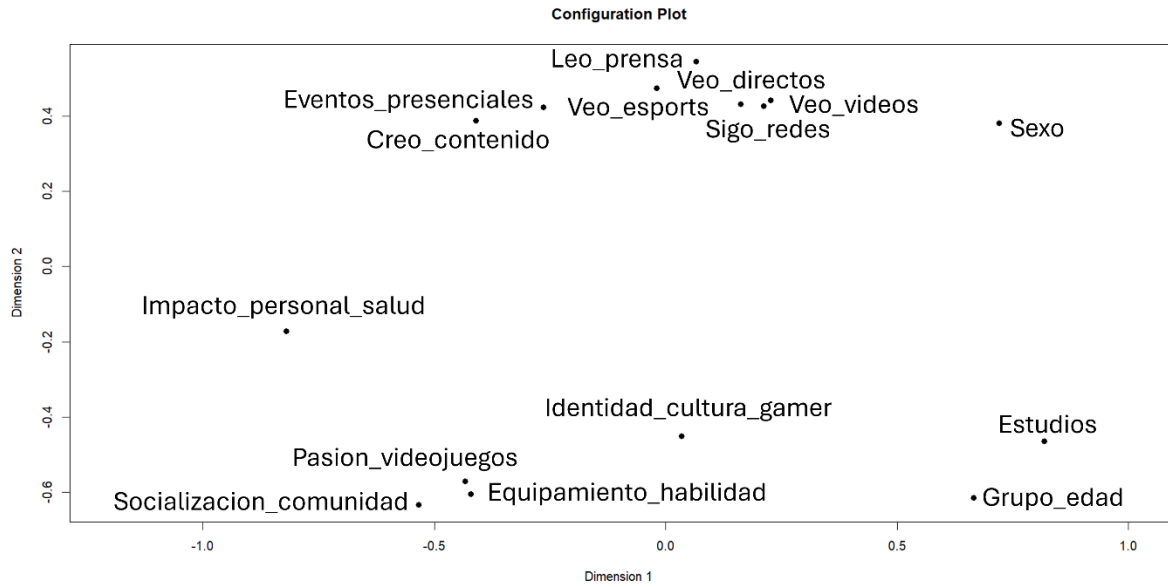 Configuration Plot
Leo_prensa
Veo_directos
Eventos_presenciales
Veo_esports
Veo_videos
Creo_contenido
Sigo_redes
Sexo
Impacto_personal_salud
Identidad_cultura_gamer
Estudios
Pasion_videojuegos
Socializacion_comunidad
Equipamiento_habilidad
Grupo_edad
Dimension 2
0.4
0.2
0.0
-0.2
-0.4
-0.6
-1.0 -0.5 0.0 0.5 1.0
Dimension 1